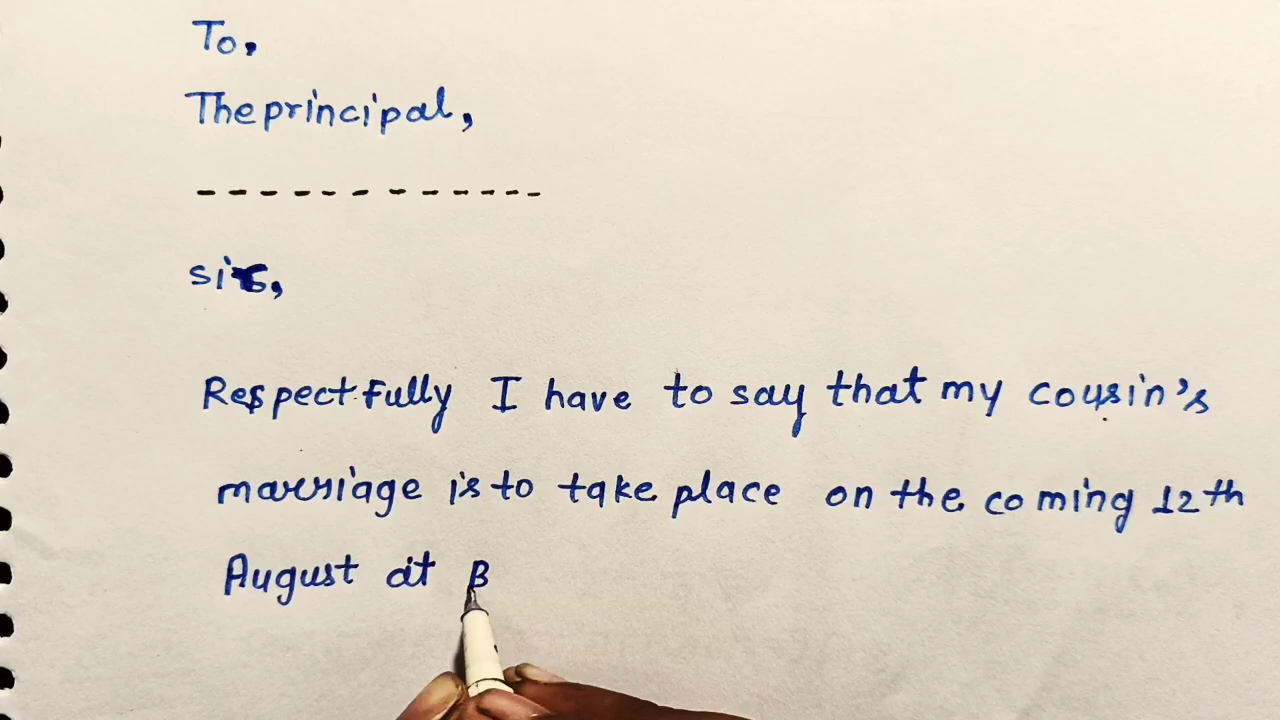 To,
The principal,
------------
sir,
Respectfully I have to say that my cousin's
marriage is to take place on the coming 12th
August at B